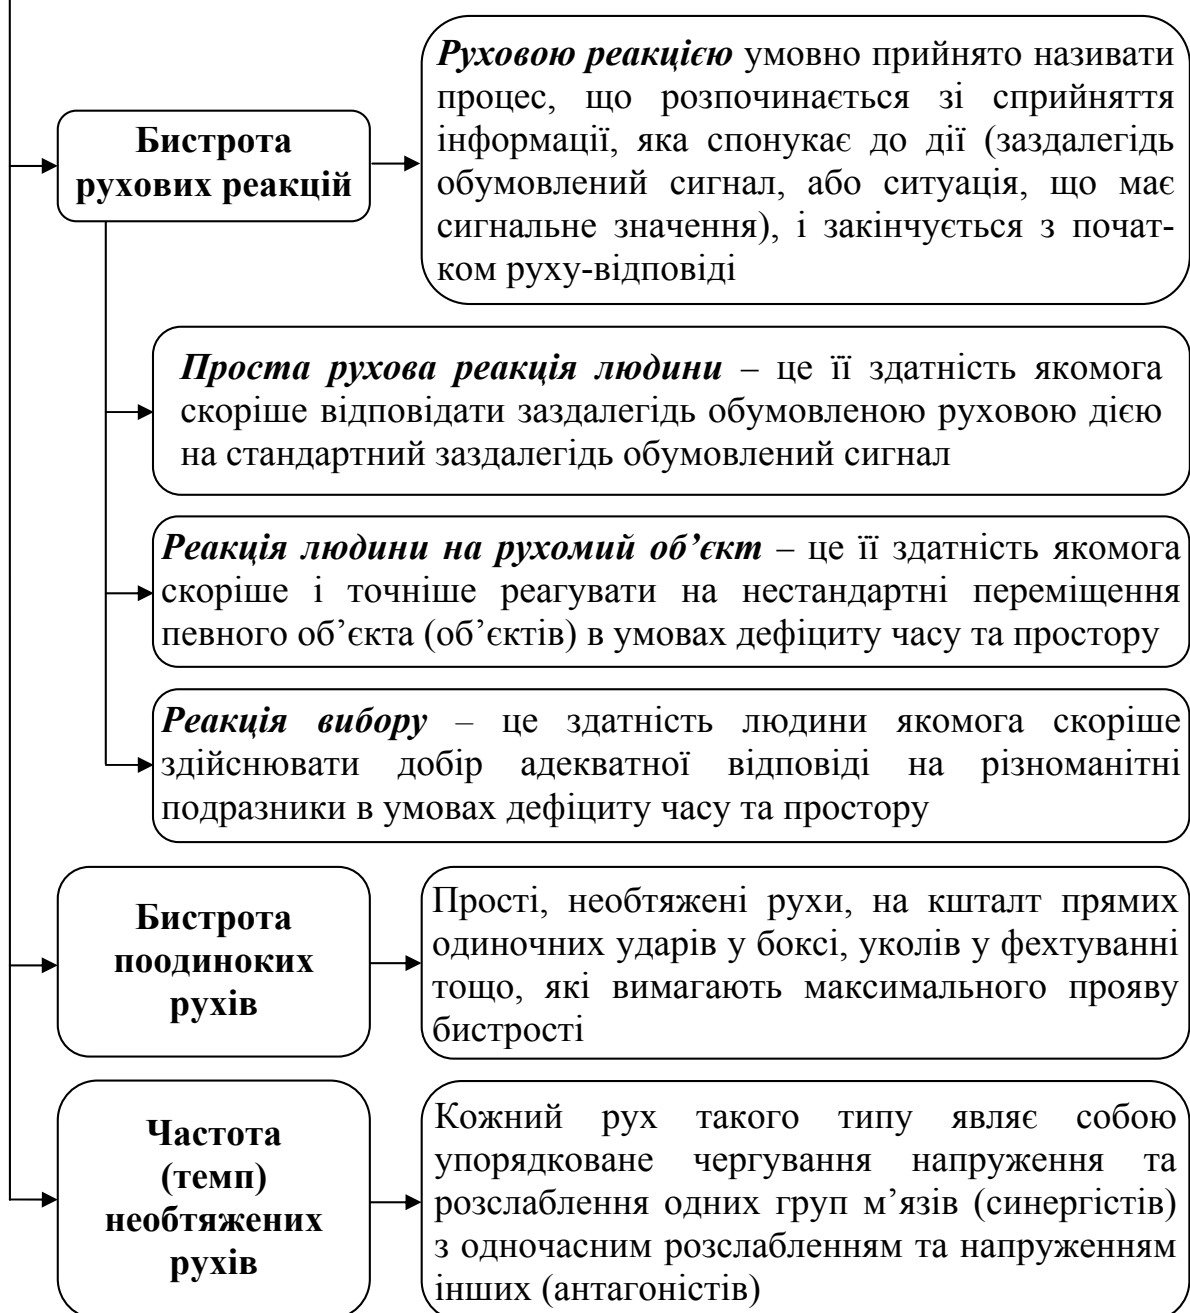 Бистрота
рухових реакцій
Руховою реакцією умовно прийнято називати
процес, що розпочинається зі сприйняття
інформації, яка спонукає до дії (заздалегідь
обумовлений сигнал, або ситуація, що має
сигнальне значення), і закінчується з почат-
ком руху-відповіді
Проста рухова реакція людини – це її здатність якомога
скоріше відповідати заздалегідь обумовленою руховою дією
на стандартний заздалегідь обумовлений сигнал
Реакція людини на рухомий об’єкт – це її здатність якомога
скоріше і точніше реагувати на нестандартні переміщення
певного об’єкта (об’єктів) в умовах дефіциту часу та простору
Реакція вибору – це здатність людини якомога скоріше
здійснювати добір адекватної відповіді на різноманітні
подразники в умовах дефіциту часу та простору
Бистрота
поодиноких
рухів
Прості, необтяжені рухи, на кшталт прямих
одиночних ударів у боксі, уколів у фехтуванні
тощо, які вимагають максимального прояву
бистрості
Частота
(темп)
необтяжених
рухів
Кожний рух такого типу являє собою
упорядковане чергування напруження та
розслаблення одних груп м’язів (синергістів)
з одночасним розслабленням та напруженням
інших (антагоністів)